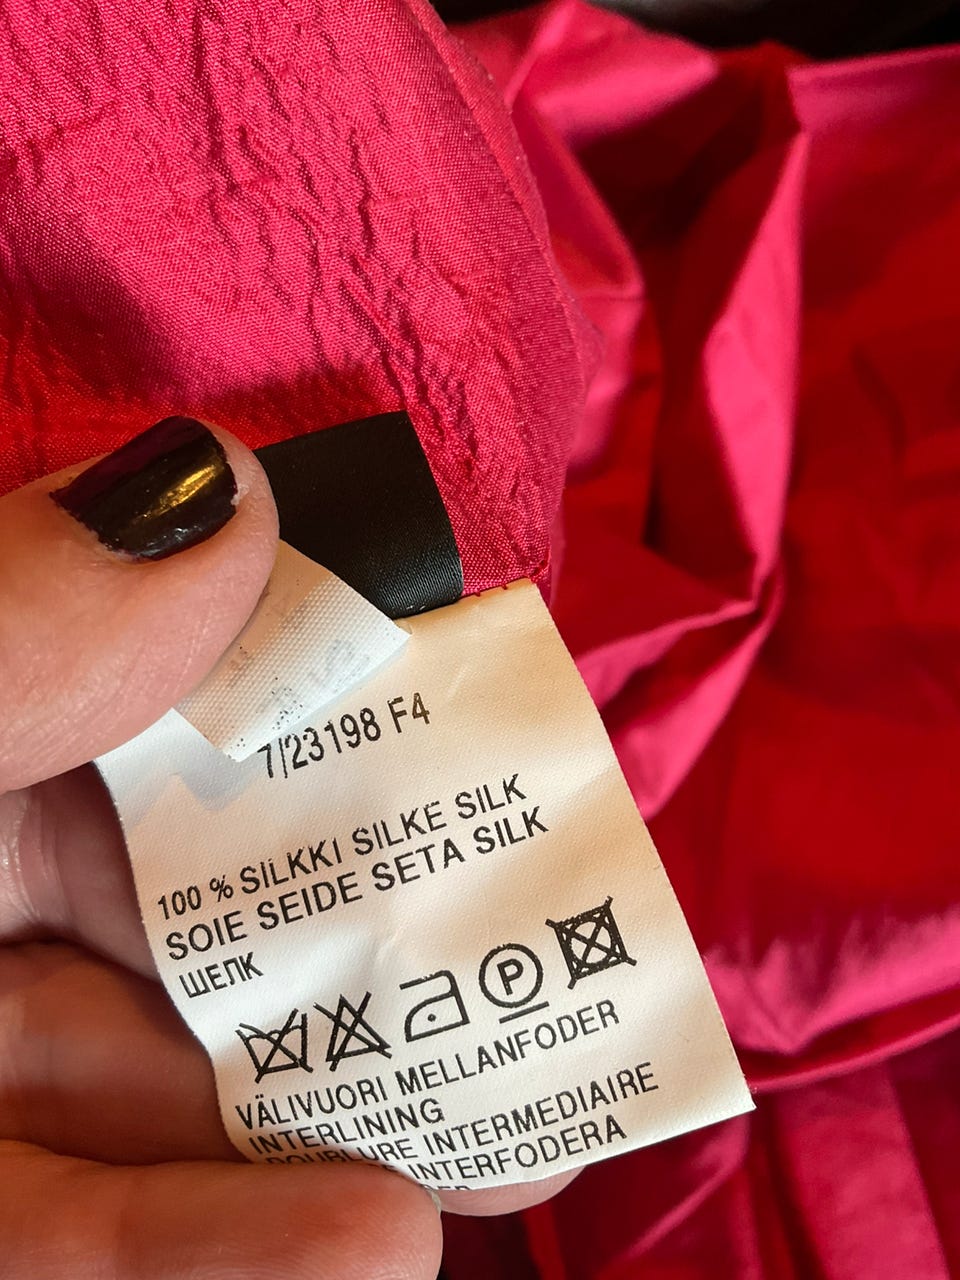 7/23198 F4
100 % SILKKI SILKE SILK
SOIE SEIDE SETA SILK
ШЕЛК
P
VÄLIVUORI MELLANFODER
INTERLINING
DOUBLURE INTERMEDIAIRE
INTERFODERA